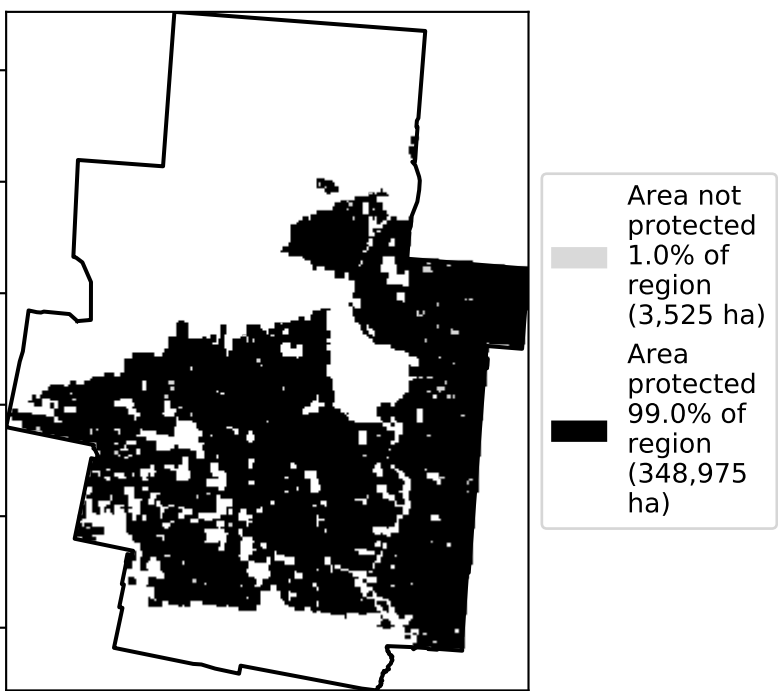 Area not
protected
1.0% of
region
(3,525 ha)
Area
protected
99.0% of
region
(348,975
ha)